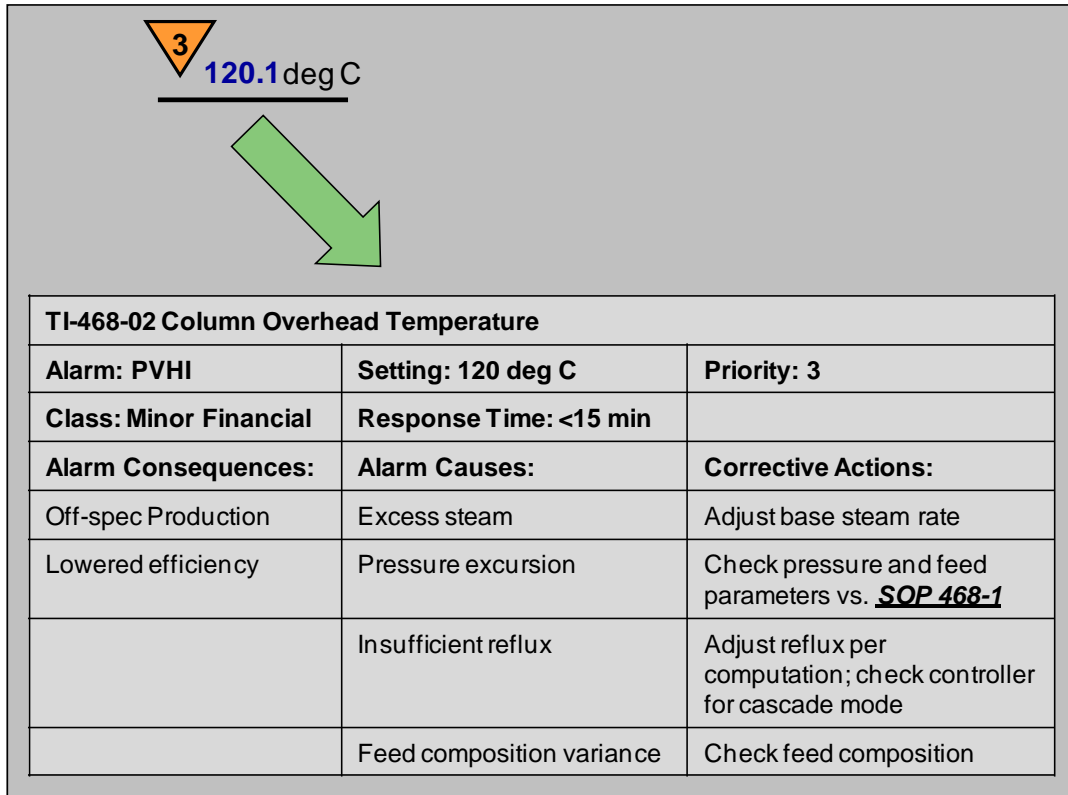 3
120.1 deg C
TI-468-02 Column Overhead Temperature
Alarm: PVHI
Setting: 120 deg C
Priority: 3
Class: Minor Financial
Response Time: <15 min
Alarm Consequences:
Alarm Causes:
Corrective Actions:
Off-spec Production
Excess steam
Adjust base steam rate
Lowered efficiency
Pressure excursion
Check pressure and feed
parameters vs. SOP 468-1
Insufficient reflux
Adjust reflux per
computation; check controller
for cascade mode
Feed composition variance
Check feed composition